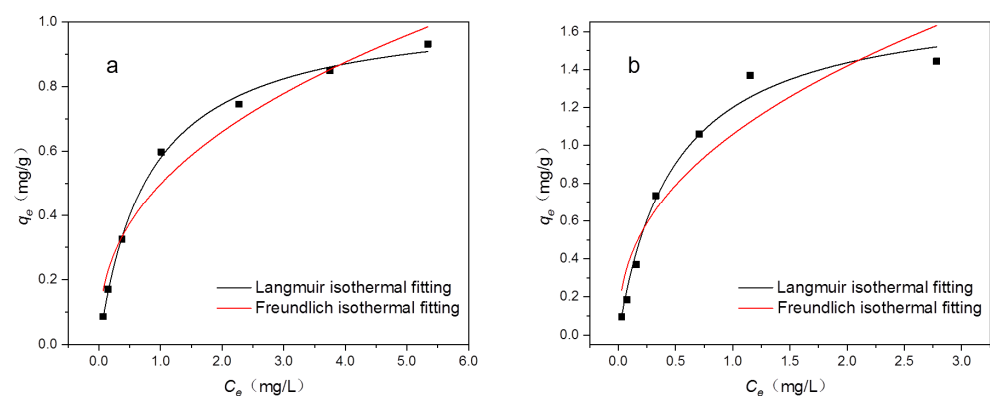 a
1.0
0.8
0.6
0.4
0.2
0.0
qe（mg/g）
0.0 1.0 2.0 3.0 4.0 5.0 6.0
Ce（mg/L）
Langmuir isothermal fitting
Freundlich isothermal fitting
b
1.6
1.4
1.2
1.0
0.8
0.6
0.4
0.2
0.0
qe（mg/g）
0.0 0.5 1.0 1.5 2.0 2.5 3.0
Ce（mg/L）
Langmuir isothermal fitting
Freundlich isothermal fitting